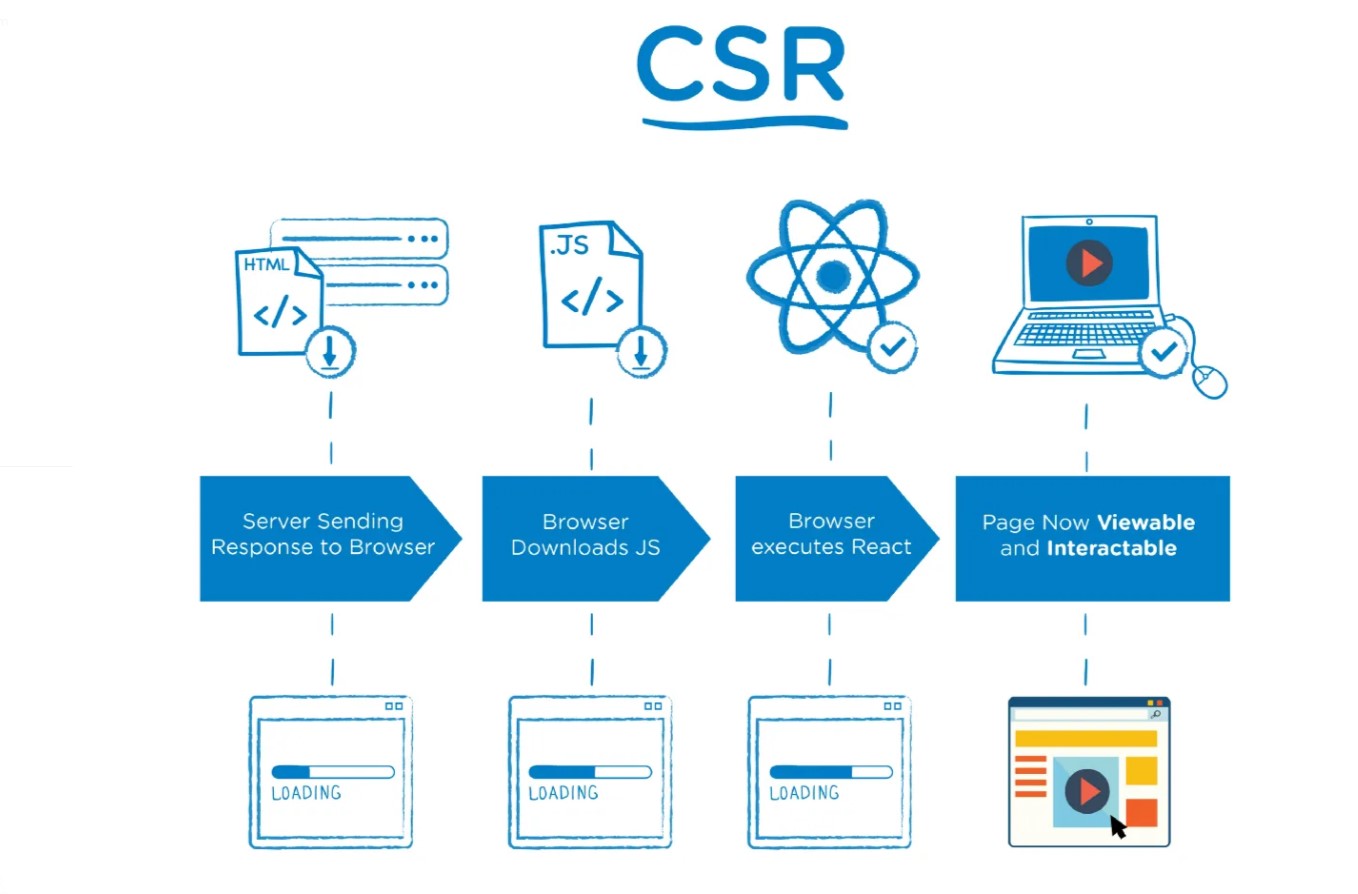 CSR
HTML
</>
.JS
</>
Server Sending
Response to Browser
Browser
Downloads JS
Browser
executes React
Page Now Viewable
and Interactable
LOADING
LOADING
LOADING